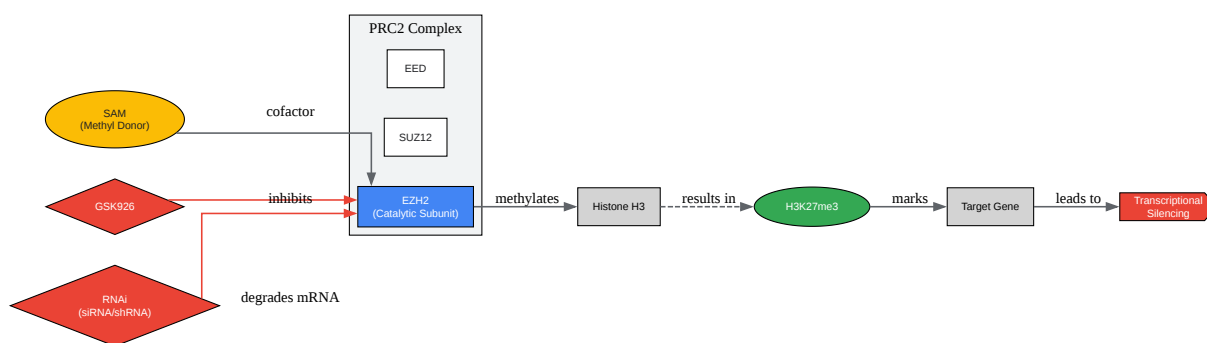 PRC2 Complex
EED
SAM
(Methyl Donor)
cofactor
SUZ12
GSK926
inhibits
EZH2
(Catalytic Subunit)
methylates
Histone H3
results in
H3K27me3
marks
Target Gene
leads to
Transcriptional
Silencing
RNAi
(siRNA/shRNA)
degrades mRNA